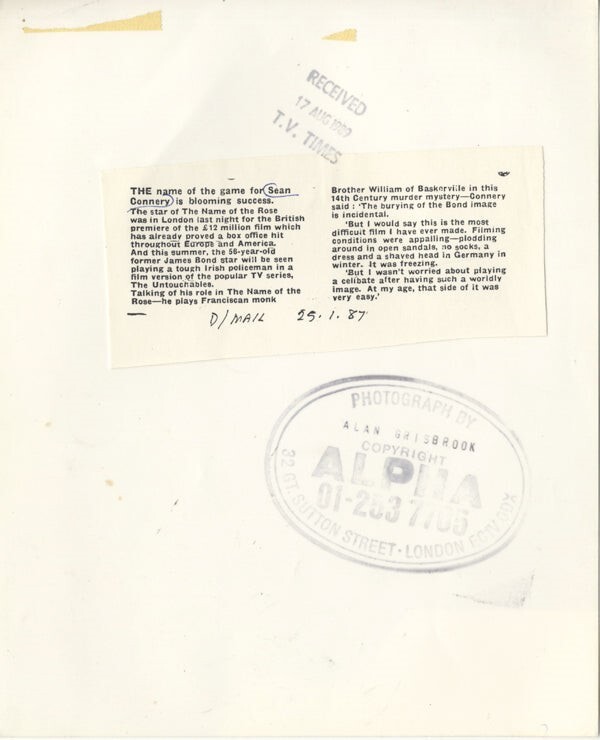 RECEIVED
17 AUG 1989
T.V. TIMES
THE name of the game for Sean
Connery is blooming success.
The star of The Name of the Rose
was in London last night for the British
premiere of the £12 million film which
has already proved a box office hit
throughout Europe and America.
And this summer, the 56-year-old
former James Bond star will be seen
playing a tough Irish policeman in a
film version of the popular TV series,
The Untouchables.
Talking of his role in The Name of the
Rose—he plays Franciscan monk
Brother William of Baskerville in this
14th Century murder mystery—Connery
said: 'The burying of the Bond image
is incidental.
'But I would say this is the most
difficult film I have ever made. Filming
conditions were appalling—plodding
around in open sandals, no socks, a
dress and a shaved head in Germany in
winter. It was freezing.
'But I wasn't worried about playing
a celibate after having such a worldly
image. At my age, that side of it was
very easy.'
D/MAIL 29.1.87
PHOTOGRAPH BY
ALAN GRISBROOK
COPYRIGHT
ALPHA
01-253 7705
32 GT. SUTTON STREET · LONDON EC1V 0DX